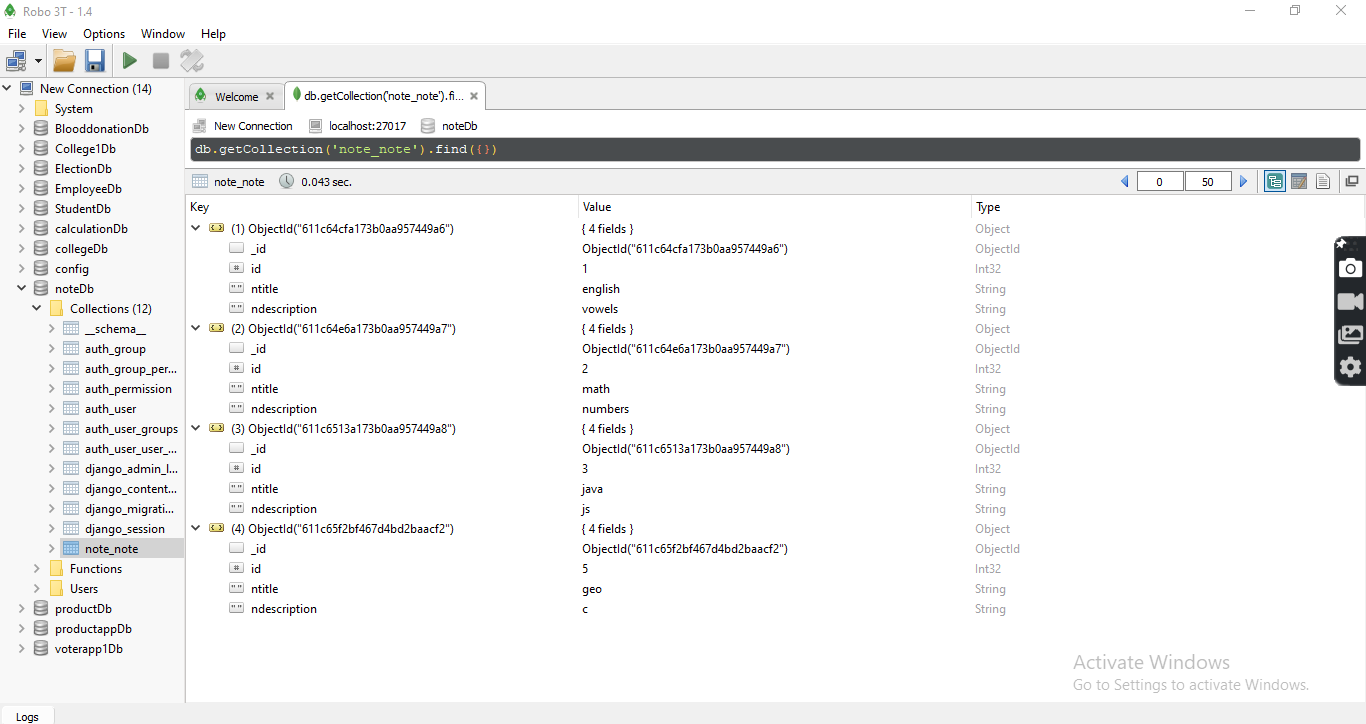 Robo 3T - 1.4
File View Options Window Help
New Connection (14)
System
BlooddonationDb
College1Db
ElectionDb
EmployeeDb
StudentDb
calculationDb
collegeDb
config
noteDb
Collections (12)
__schema__
auth_group
auth_group_per...
auth_permission
auth_user
auth_user_groups
auth_user_user_...
django_admin_l...
django_content...
django_migrati...
django_session
note_note
Functions
Users
productDb
productappDb
voterapp1Db
Welcome db.getCollection('note_note').fi...
New Connection localhost:27017 noteDb
db.getCollection('note_note').find({})
note_note 0.043 sec. 0 50
Key Value Type
(1) ObjectId("611c64cfa173b0aa957449a6") { 4 fields } Object
_id ObjectId("611c64cfa173b0aa957449a6") ObjectId
# id 1 Int32
"" ntitle english String
"" ndescription vowels String
(2) ObjectId("611c64e6a173b0aa957449a7") { 4 fields } Object
_id ObjectId("611c64e6a173b0aa957449a7") ObjectId
# id 2 Int32
"" ntitle math String
"" ndescription numbers String
(3) ObjectId("611c6513a173b0aa957449a8") { 4 fields } Object
_id ObjectId("611c6513a173b0aa957449a8") ObjectId
# id 3 Int32
"" ntitle java String
"" ndescription js String
(4) ObjectId("611c65f2bf467d4bd2baacf2") { 4 fields } Object
_id ObjectId("611c65f2bf467d4bd2baacf2") ObjectId
# id 5 Int32
"" ntitle geo String
"" ndescription c String
Activate Windows
Go to Settings to activate Windows.
Logs